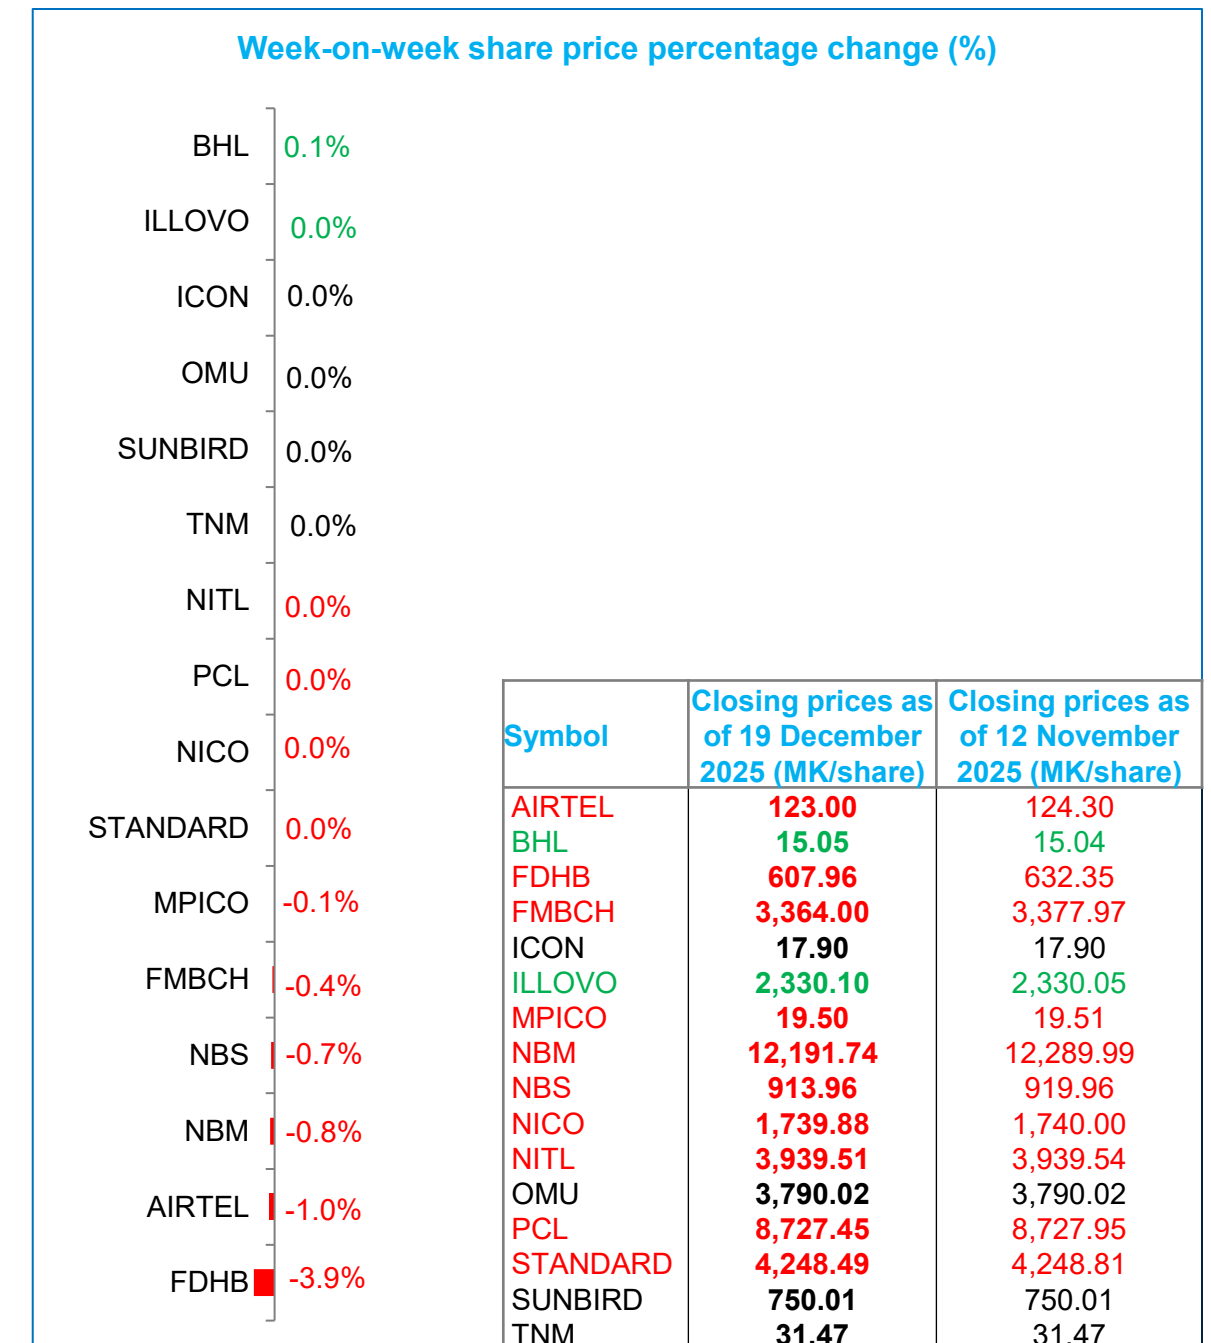 Week-on-week share price percentage change (%)
BHL 0.1%
ILLOVO 0.0%
ICON 0.0%
OMU 0.0%
SUNBIRD 0.0%
TNM 0.0%
NITL 0.0%
PCL 0.0%
NICO 0.0%
STANDARD 0.0%
MPICO -0.1%
FMBCH -0.4%
NBS -0.7%
NBM -0.8%
AIRTEL -1.0%
FDHB -3.9%
Symbol
Closing prices as
of 19 December
2025 (MK/share)
Closing prices as
of 12 November
2025 (MK/share)
AIRTEL 123.00 124.30
BHL 15.05 15.04
FDHB 607.96 632.35
FMBCH 3,364.00 3,377.97
ICON 17.90 17.90
ILLOVO 2,330.10 2,330.05
MPICO 19.50 19.51
NBM 12,191.74 12,289.99
NBS 913.96 919.96
NICO 1,739.88 1,740.00
NITL 3,939.51 3,939.54
OMU 3,790.02 3,790.02
PCL 8,727.45 8,727.95
STANDARD 4,248.49 4,248.81
SUNBIRD 750.01 750.01
TNM 31.47 31.47